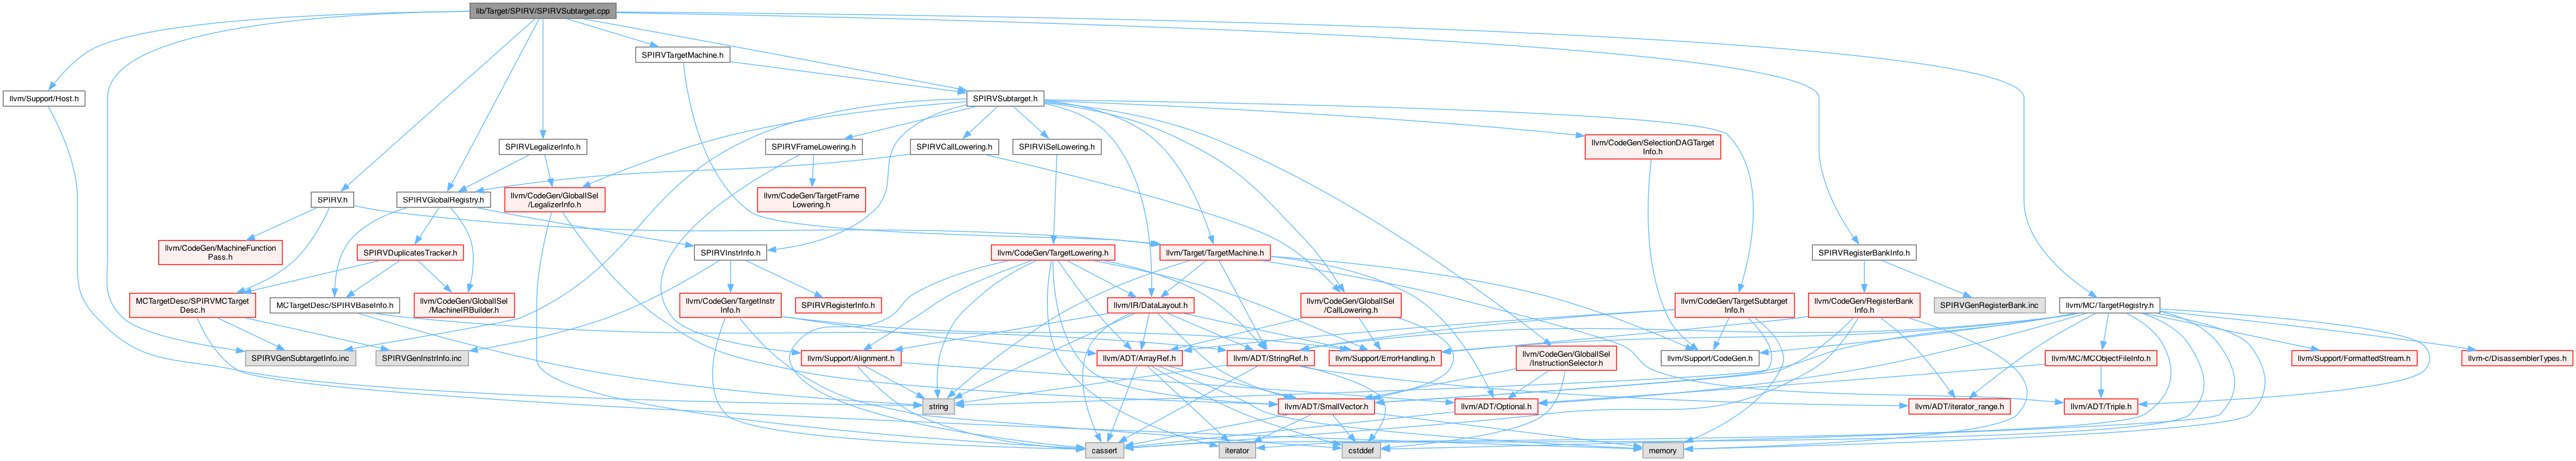 lib/Target/SPIRV/SPIRVSubtarget.cpp
SPIRVTargetMachine.h
llvm/Support/Host.h
SPIRVSubtarget.h
SPIRVLegalizerInfo.h
SPIRVFrameLowering.h
SPIRVCallLowering.h
SPIRVISelLowering.h
llvm/CodeGen/SelectionDAGTarget
Info.h
SPIRV.h
SPIRVGlobalRegistry.h
llvm/CodeGen/GlobalISel
/LegalizerInfo.h
llvm/CodeGen/TargetFrame
Lowering.h
llvm/CodeGen/MachineFunction
Pass.h
SPIRVDuplicatesTracker.h
SPIRVInstrInfo.h
llvm/CodeGen/TargetLowering.h
llvm/Target/TargetMachine.h
SPIRVRegisterBankInfo.h
MCTargetDesc/SPIRVMCTarget
Desc.h
MCTargetDesc/SPIRVBaseInfo.h
llvm/CodeGen/GlobalISel
/MachineIRBuilder.h
llvm/CodeGen/TargetInstr
Info.h
SPIRVRegisterInfo.h
llvm/IR/DataLayout.h
llvm/CodeGen/GlobalISel
/CallLowering.h
llvm/CodeGen/TargetSubtarget
Info.h
llvm/CodeGen/RegisterBank
Info.h
SPIRVGenRegisterBank.inc
llvm/MC/TargetRegistry.h
SPIRVGenSubtargetInfo.inc
SPIRVGenInstrInfo.inc
llvm/Support/Alignment.h
llvm/ADT/ArrayRef.h
llvm/ADT/StringRef.h
llvm/Support/ErrorHandling.h
llvm/CodeGen/GlobalISel
/InstructionSelector.h
llvm/Support/CodeGen.h
llvm/MC/MCObjectFileInfo.h
llvm/Support/FormattedStream.h
llvm-c/DisassemblerTypes.h
string
llvm/ADT/SmallVector.h
llvm/ADT/Optional.h
llvm/ADT/iterator_range.h
llvm/ADT/Triple.h
cassert
iterator
cstddef
memory